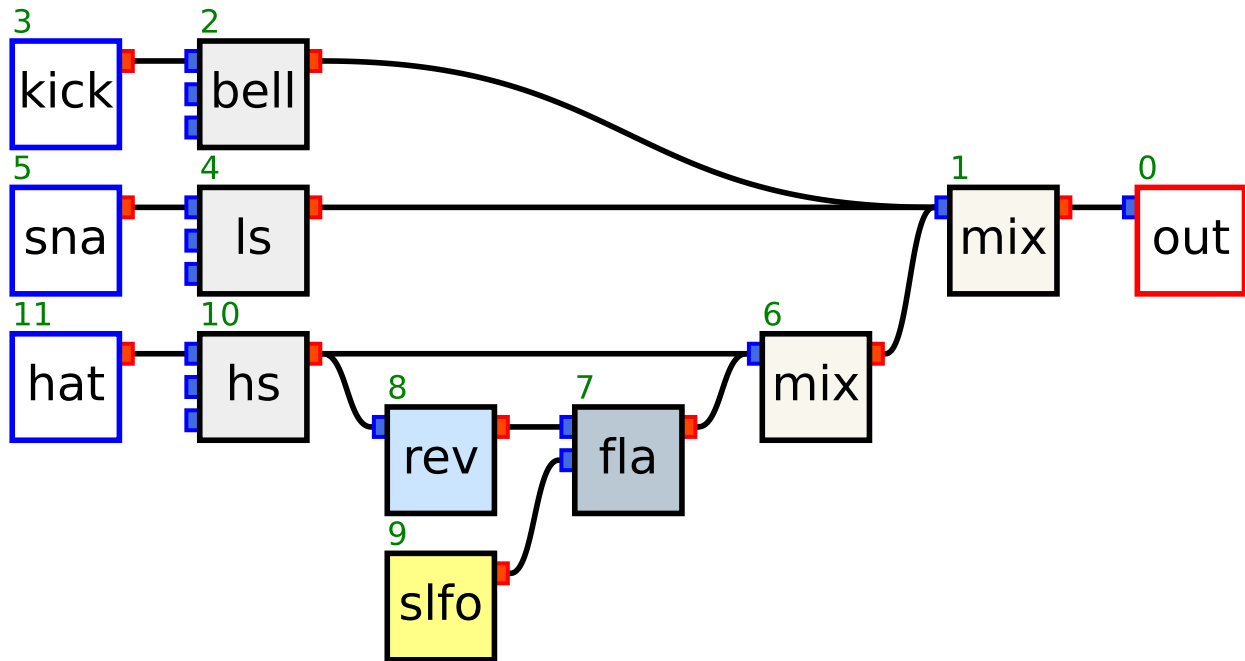 3 2
kick bell
5 4 1 0
sna ls mix out
11 10 6
hat hs mix
8 7
rev fla
9
slfo